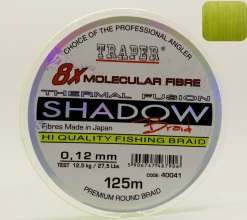 CHOICE OF THE PROFESSIONAL ANGLER
TRAPER
8X MOLECULAR FIBRE
THERMAL FUSION
SHADOW
Braid
Fibres Made in Japan
HI QUALITY FISHING BRAID
0,12 mm
TEST 12.5 kg / 27.5 Lbs
CODE 40041
125m
PREMIUM ROUND BRAID